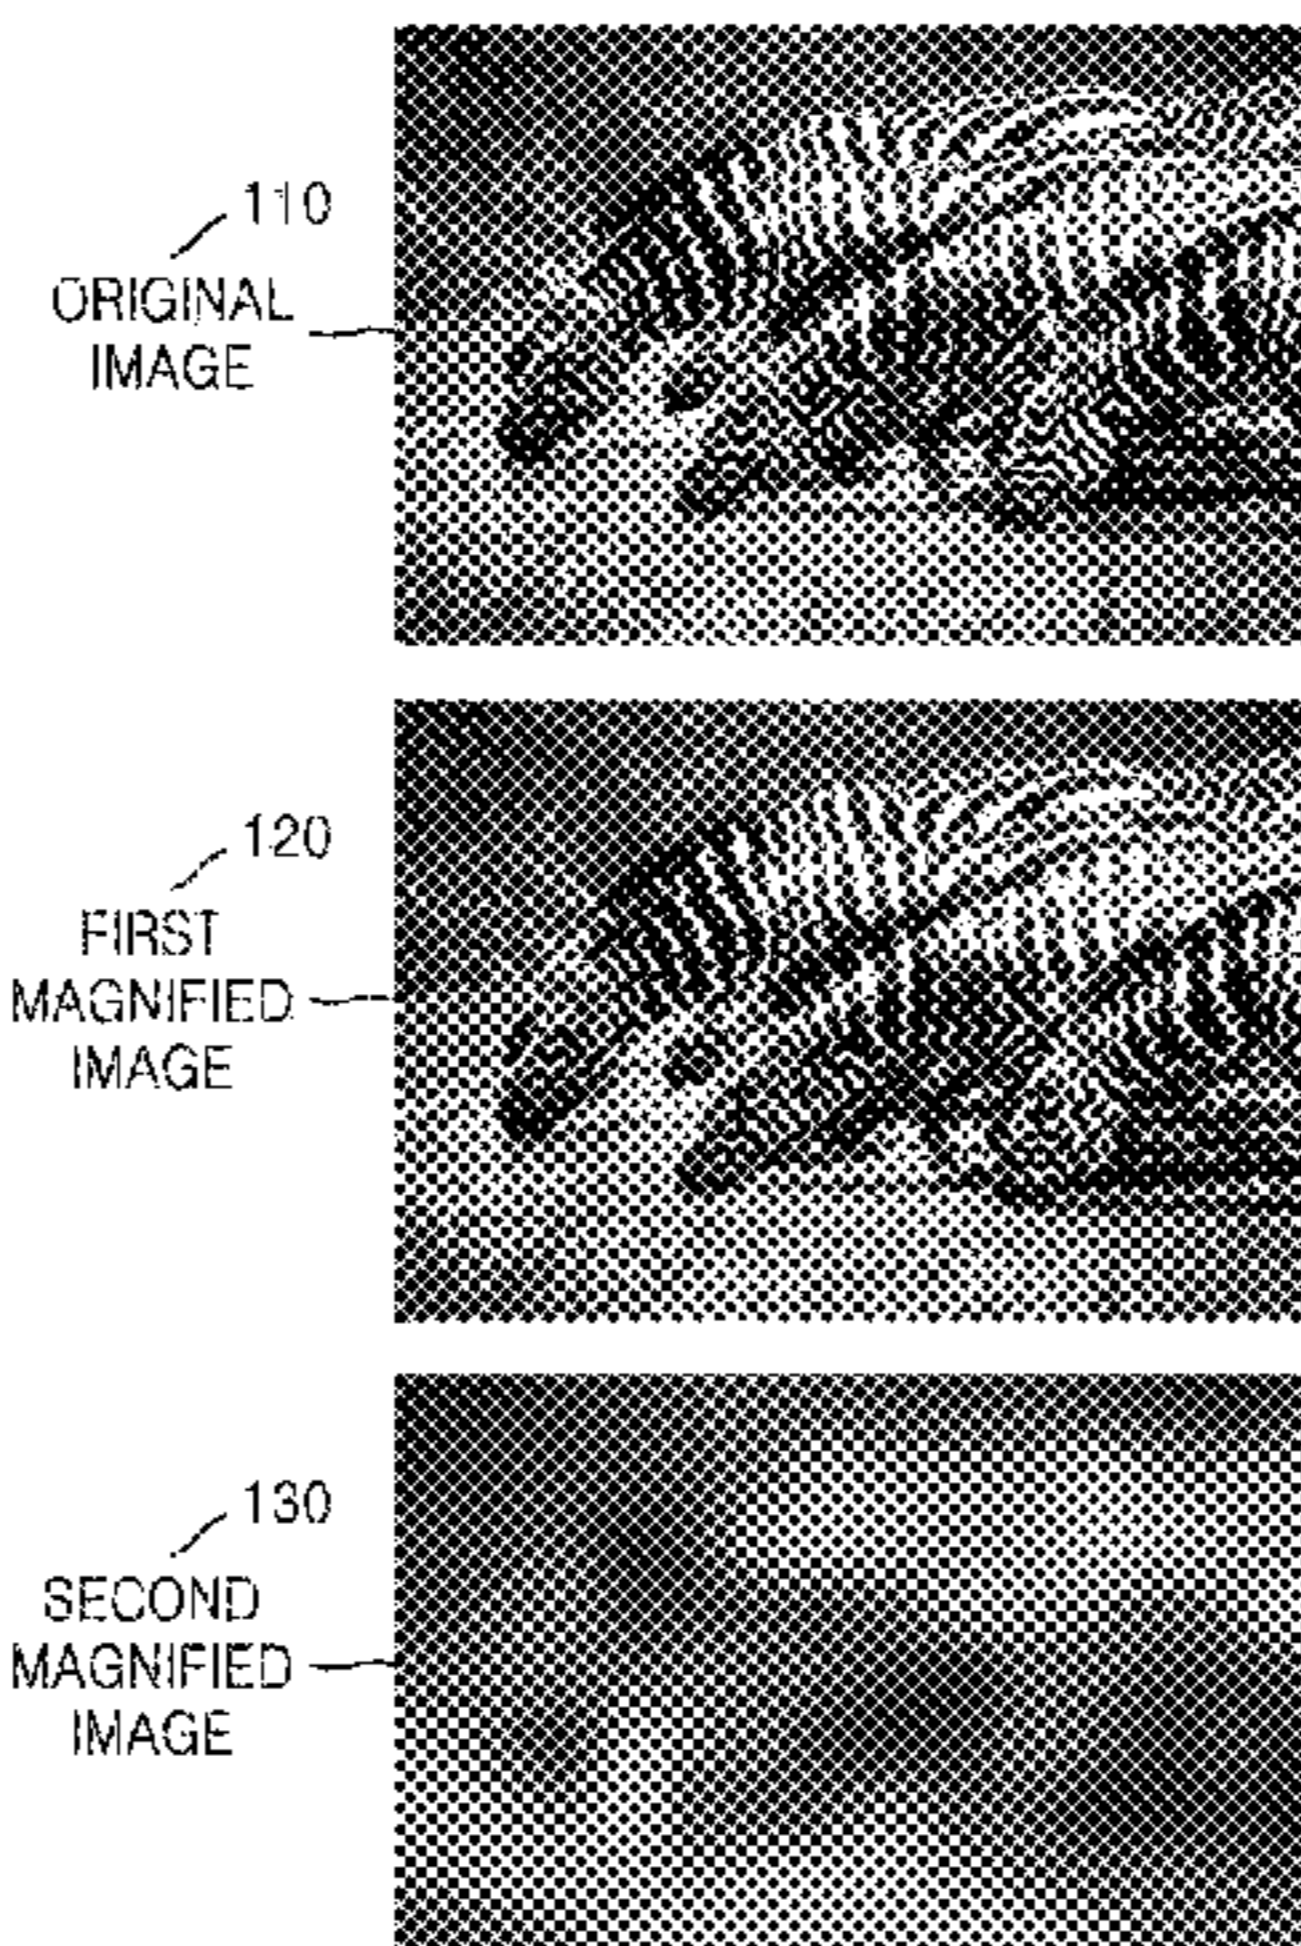 110
ORIGINAL
IMAGE
120
FIRST
MAGNIFIED
IMAGE
130
SECOND
MAGNIFIED
IMAGE